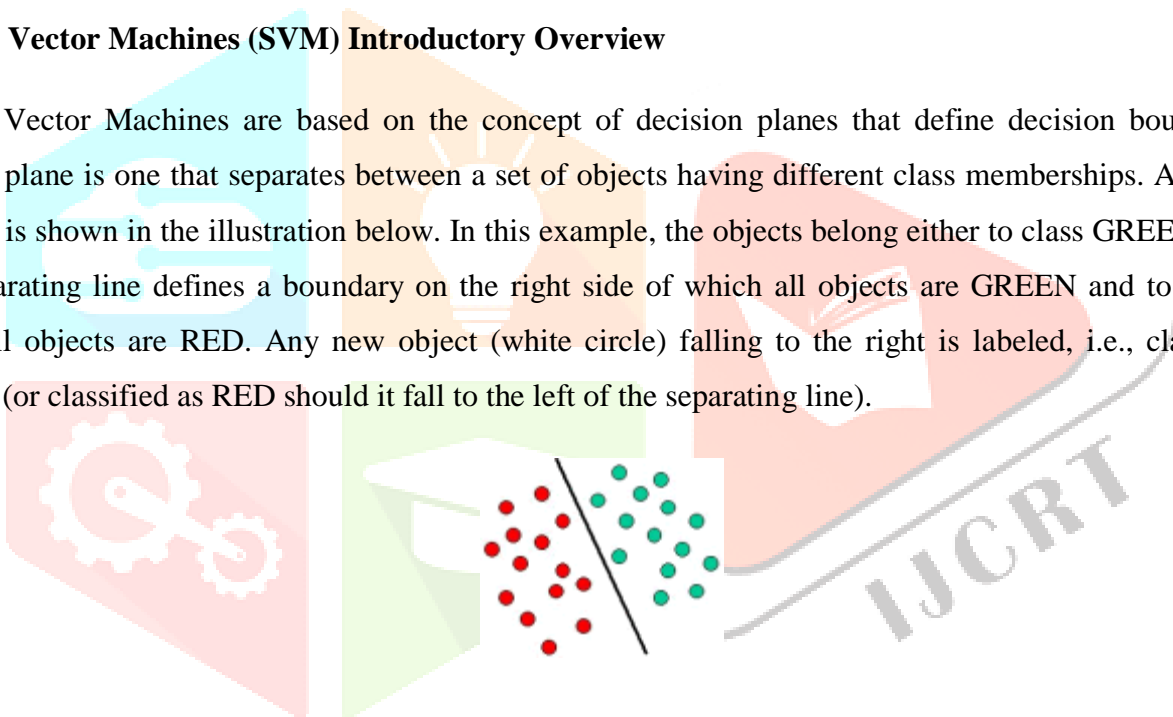 Vector Machines (SVM) Introductory Overview
Vector Machines are based on the concept of decision planes that define decision bou
plane is one that separates between a set of objects having different class memberships. A
is shown in the illustration below. In this example, the objects belong either to class GREE
arating line defines a boundary on the right side of which all objects are GREEN and to
ll objects are RED. Any new object (white circle) falling to the right is labeled, i.e., cla
(or classified as RED should it fall to the left of the separating line).
IJCRT